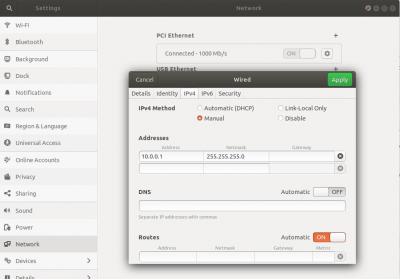 Settings
Network
Wi-Fi
Bluetooth
Background
Dock
Notifications
Search
Region & Language
Universal Access
Online Accounts
Privacy
Sharing
Sound
Power
Network
Devices
Details
PCI Ethernet
+
Connected - 1000 Mb/s
ON
USB Ethernet
+
Cancel
Wired
Apply
Details
Identity
IPv4
IPv6
Security
IPv4 Method
Automatic (DHCP)
Link-Local Only
Manual
Disable
Addresses
Address
Netmask
Gateway
10.0.0.1
255.255.255.0
DNS
Automatic
OFF
Separate IP addresses with commas
Routes
Automatic
ON
Address
Netmask
Gateway
Metric